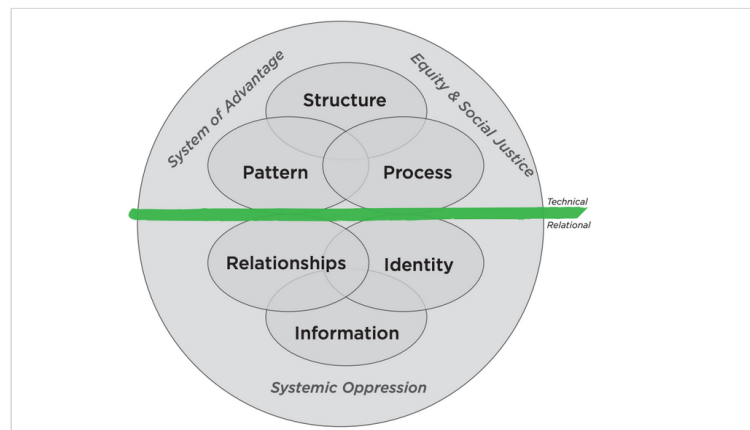 System of Advantage
Equity & Social Justice
Structure
Pattern
Process
Technical
Relational
Relationships
Identity
Information
Systemic Oppression